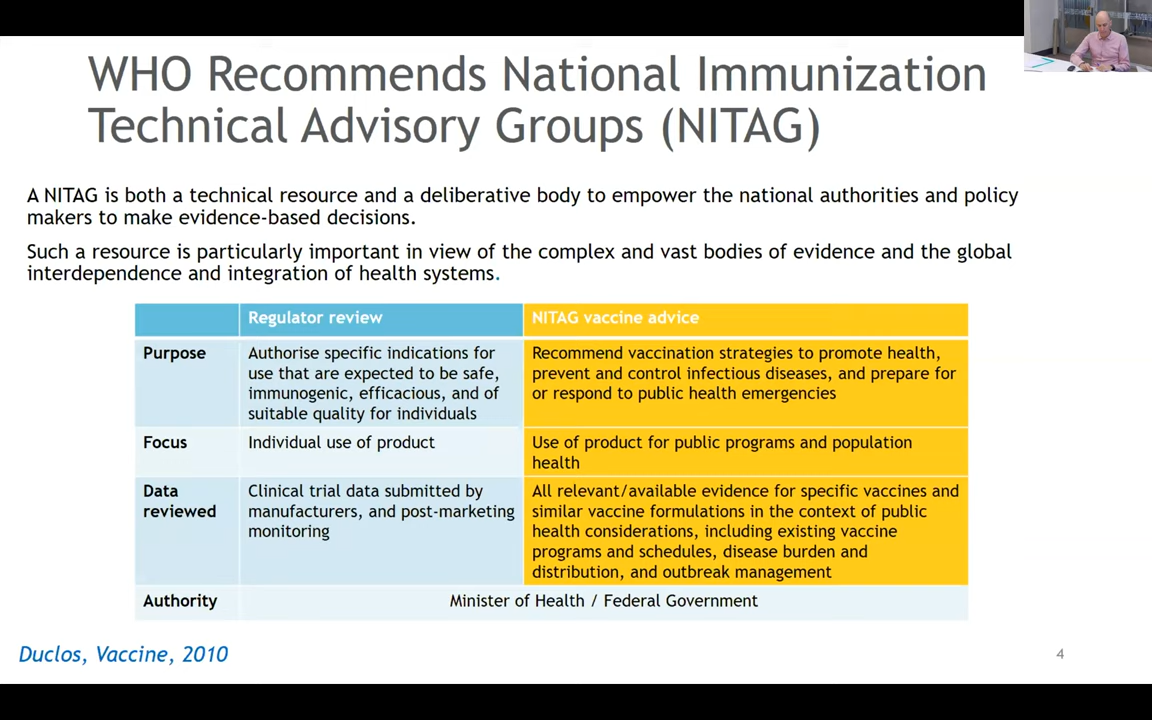 WHO Recommends National Immunization
Technical Advisory Groups (NITAG)
A NITAG is both a technical resource and a deliberative body to empower the national authorities and policy
makers to make evidence-based decisions.
Such a resource is particularly important in view of the complex and vast bodies of evidence and the global
interdependence and integration of health systems.
Regulator review
NITAG vaccine advice
Purpose
Authorise specific indications for
use that are expected to be safe,
immunogenic, efficacious, and of
suitable quality for individuals
Recommend vaccination strategies to promote health,
prevent and control infectious diseases, and prepare for
or respond to public health emergencies
Focus
Individual use of product
Use of product for public programs and population
health
Data
reviewed
Clinical trial data submitted by
manufacturers, and post-marketing
monitoring
All relevant/available evidence for specific vaccines and
similar vaccine formulations in the context of public
health considerations, including existing vaccine
programs and schedules, disease burden and
distribution, and outbreak management
Authority
Minister of Health / Federal Government
Duclos, Vaccine, 2010
4